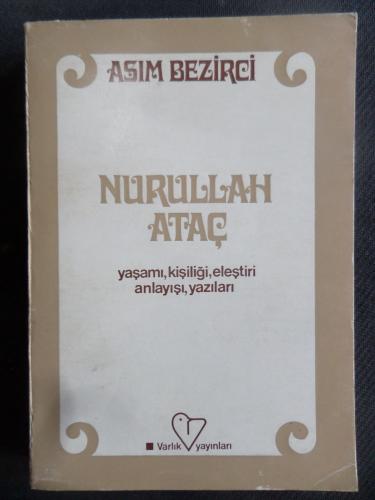 ASIM BEZİRCİ
NURULLAH
ATAÇ
yaşamı,kişiliği,eleştiri
anlayışı,yazıları
Varlık yayınları